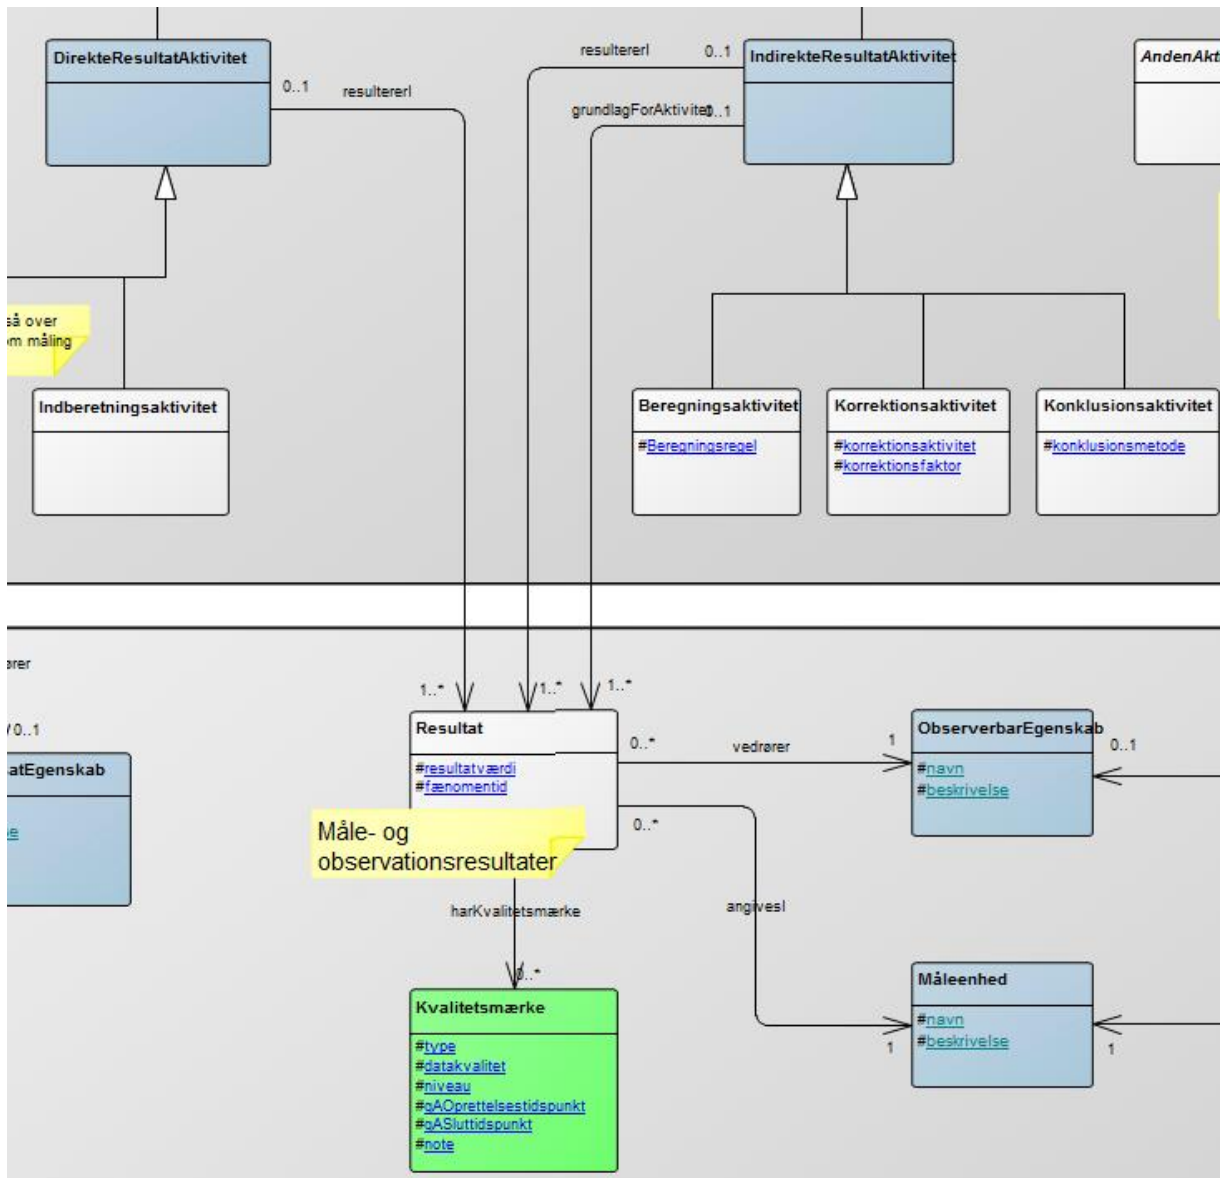 DirekteResultatAktivitet
0..1
resultererI
resultererI
0..1
grundlagForAktivitet
0..1
IndirekteResultatAktivitet
AndenAkt
så over
om måling
Indberetningsaktivitet
Beregningsaktivitet
#Beregningsregel
Korrektionsaktivitet
#korrektionsaktivitet
#korrektionsfaktor
Konklusionsaktivitet
#konklusionsmetode
ører
0..1
atEgenskab
pe
1..*
1..*
1..*
Resultat
#resultatværdi
#fænomentid
Måle- og
observationsresultater
0..*
vedrører
1
0..*
ObserverbarEgenskab
#navn
#beskrivelse
0..1
harKvalitetsmærke
0..*
angivesI
Kvalitetsmærke
#type
#datakvalitet
#niveau
#gAOprettelsestidspunkt
#gASluttidspunkt
#note
Måleenhed
#navn
#beskrivelse
1
1